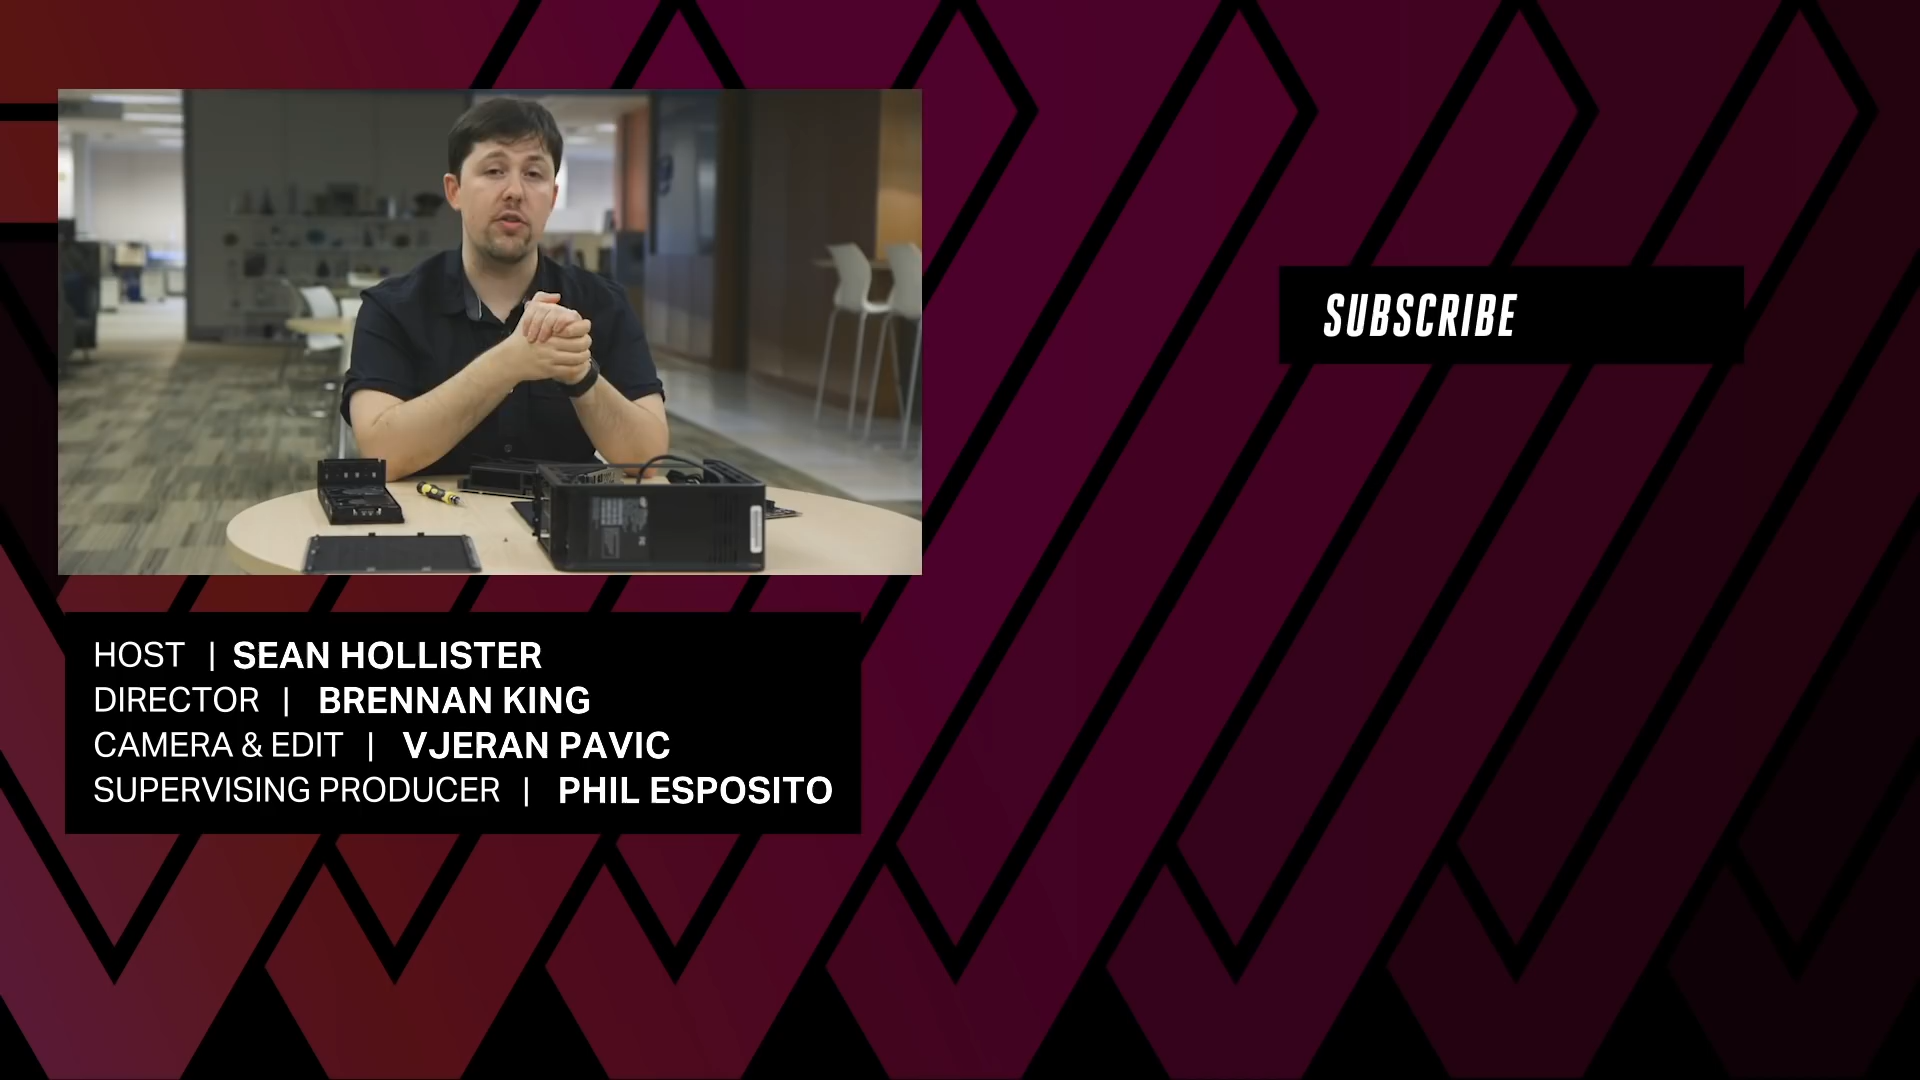 SUBSCRIBE
HOST | SEAN HOLLISTER
DIRECTOR | BRENNAN KING
CAMERA & EDIT | VJERAN PAVIC
SUPERVISING PRODUCER | PHIL ESPOSITO